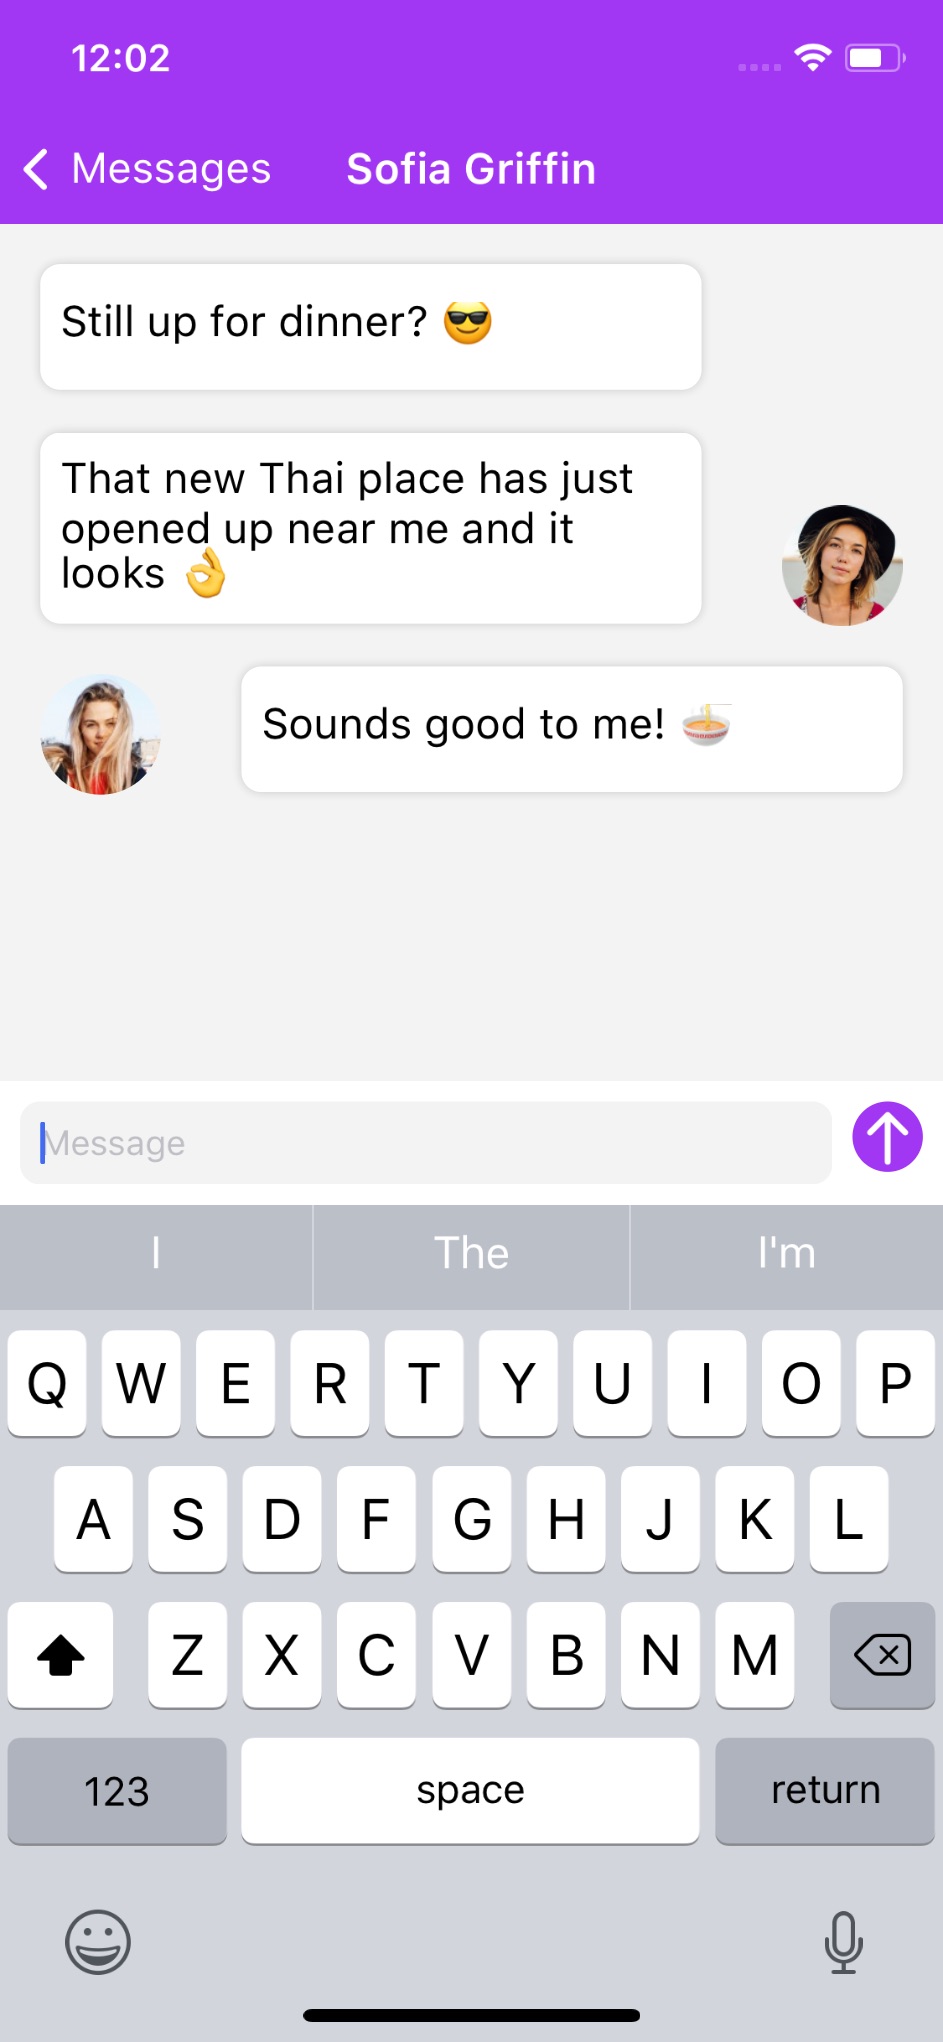 12:02
Messages Sofia Griffin
Still up for dinner? 😎
That new Thai place has just
opened up near me and it
looks 👌
Sounds good to me! 🍜
Message
I The I'm
Q W E R T Y U I O P
A S D F G H J K L
Z X C V B N M
123 space return